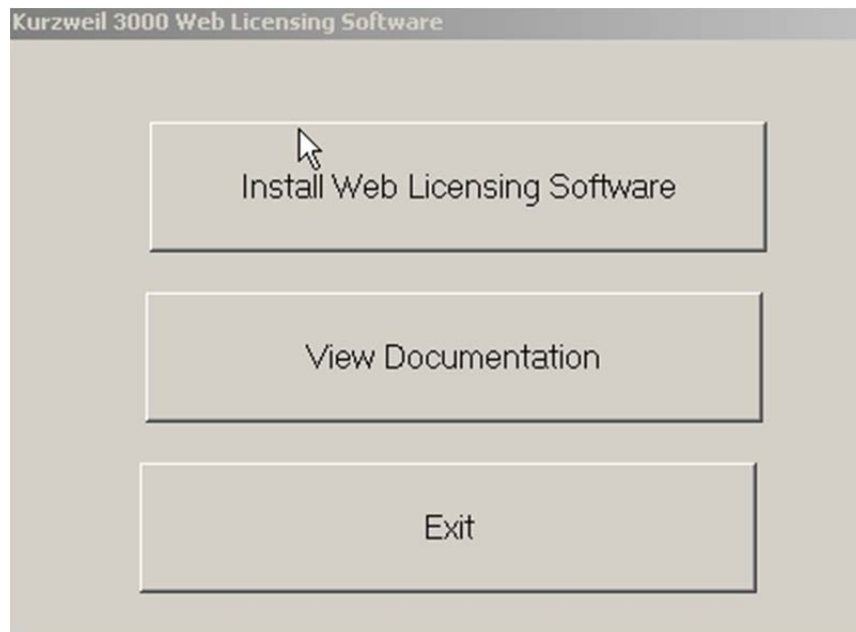 Kurzweil 3000 Web Licensing Software
Install Web Licensing Software
View Documentation
Exit